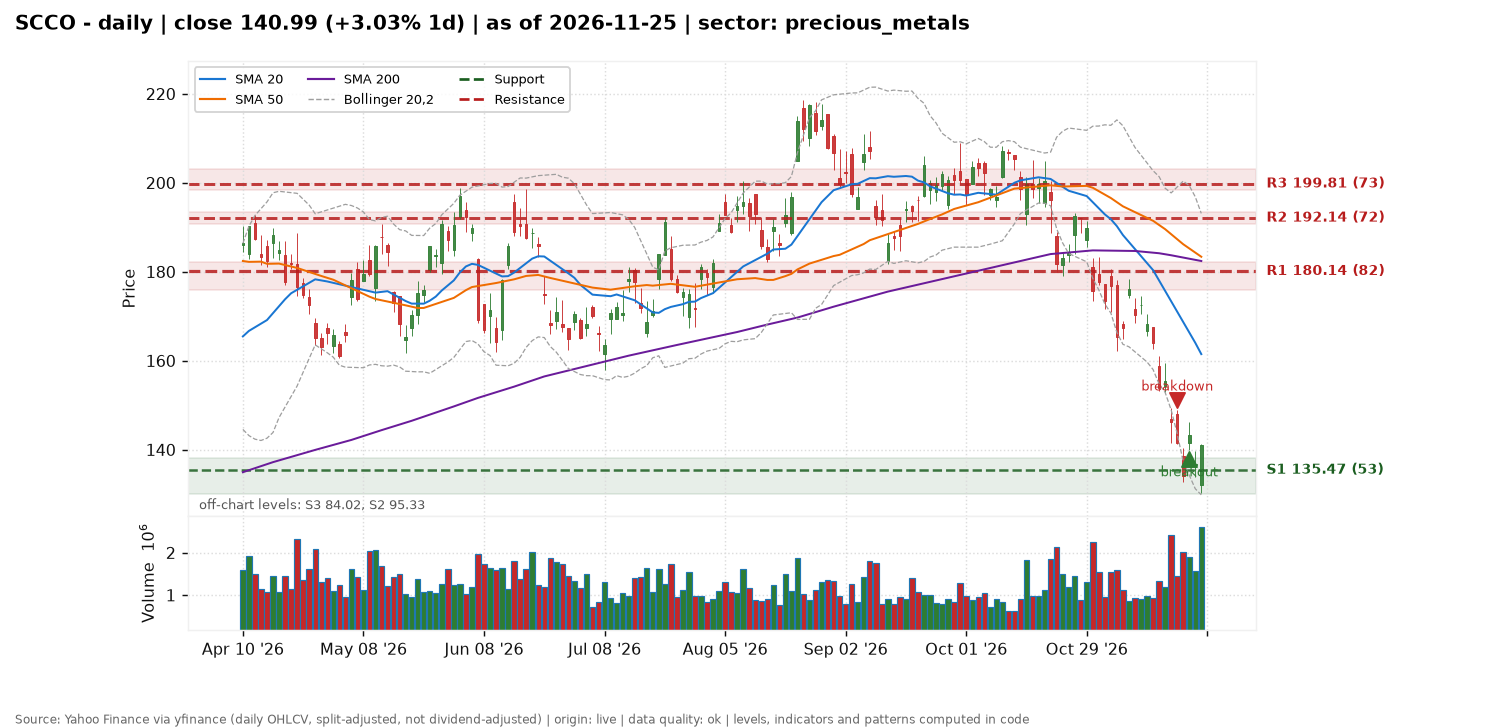 SCCO - daily | close 140.99 (+3.03% 1d) | as of 2026-11-25 | sector: precious_metals
SMA 20
SMA 50
SMA 200
Bollinger 20,2
Support
Resistance
Price
220
200
180
160
140
R3 199.81 (73)
R2 192.14 (72)
R1 180.14 (82)
S1 135.47 (53)
breakdown
breakout
off-chart levels: S3 84.02, S2 95.33
Volume 10⁶
2
1
Apr 10 '26
May 08 '26
Jun 08 '26
Jul 08 '26
Aug 05 '26
Sep 02 '26
Oct 01 '26
Oct 29 '26
Source: Yahoo Finance via yfinance (daily OHLCV, split-adjusted, not dividend-adjusted) | origin: live | data quality: ok | levels, indicators and patterns computed in code